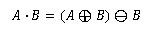 A · B = (A ⊕ B) ⊖ B